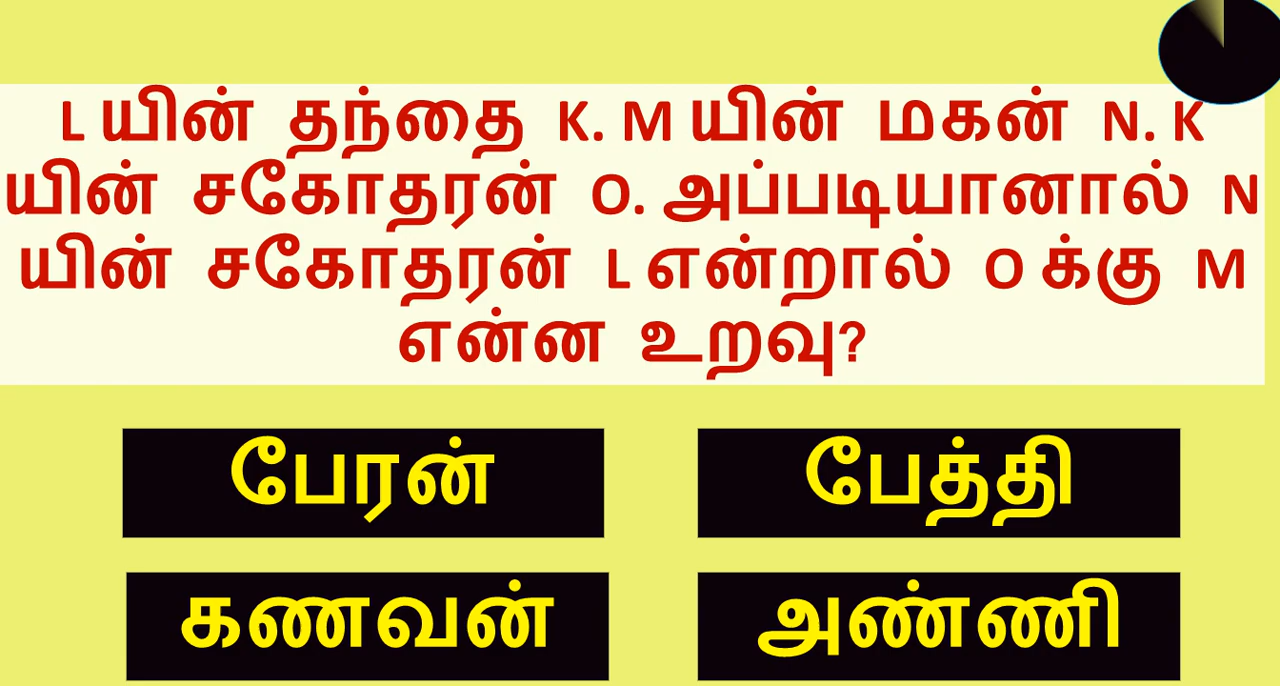 L யின் தந்தை K. M யின் மகன் N. K
யின் சகோதரன் O. அப்படியானால் N
யின் சகோதரன் L என்றால் O க்கு M
என்ன உறவு?
பேரன்
பேத்தி
கணவன்
அண்ணி